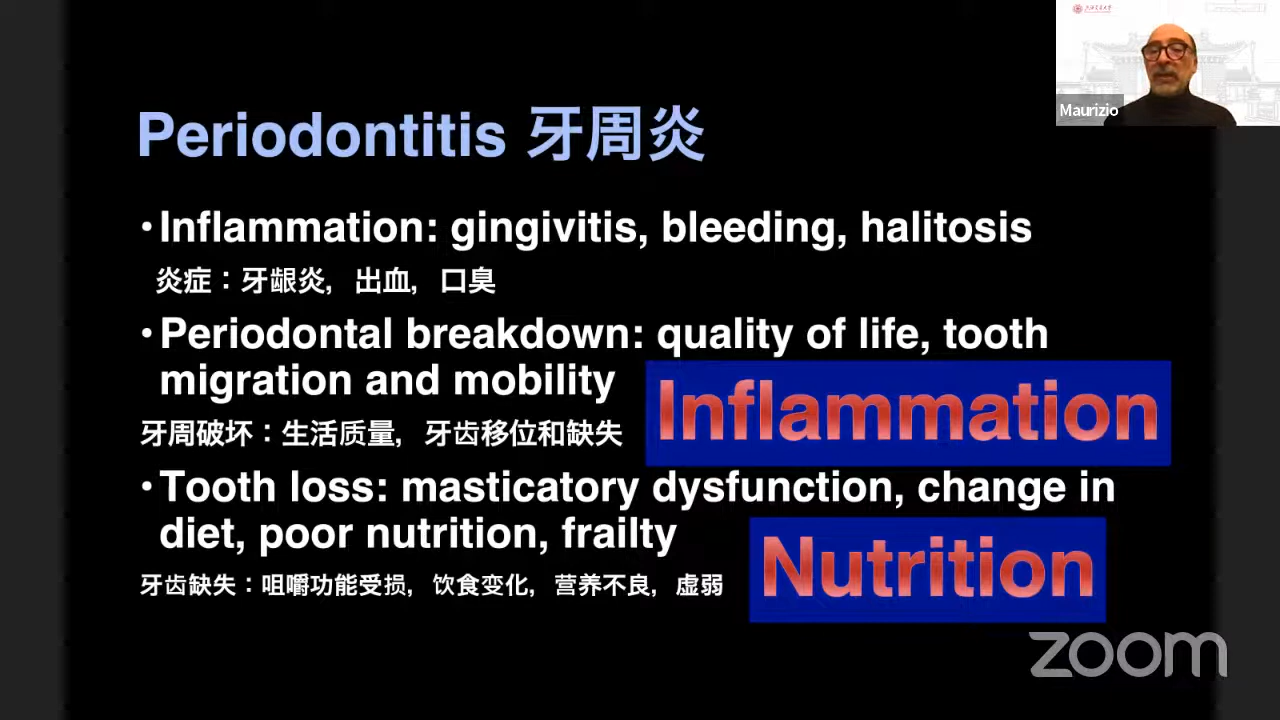 Maurizio
Periodontitis 牙周炎
• Inflammation: gingivitis, bleeding, halitosis
炎症：牙龈炎，出血，口臭
• Periodontal breakdown: quality of life, tooth
migration and mobility
Inflammation
牙周破坏：生活质量，牙齿移位和缺失
• Tooth loss: masticatory dysfunction, change in
diet, poor nutrition, frailty
Nutrition
牙齿缺失：咀嚼功能受损，饮食变化，营养不良，虚弱
zoom